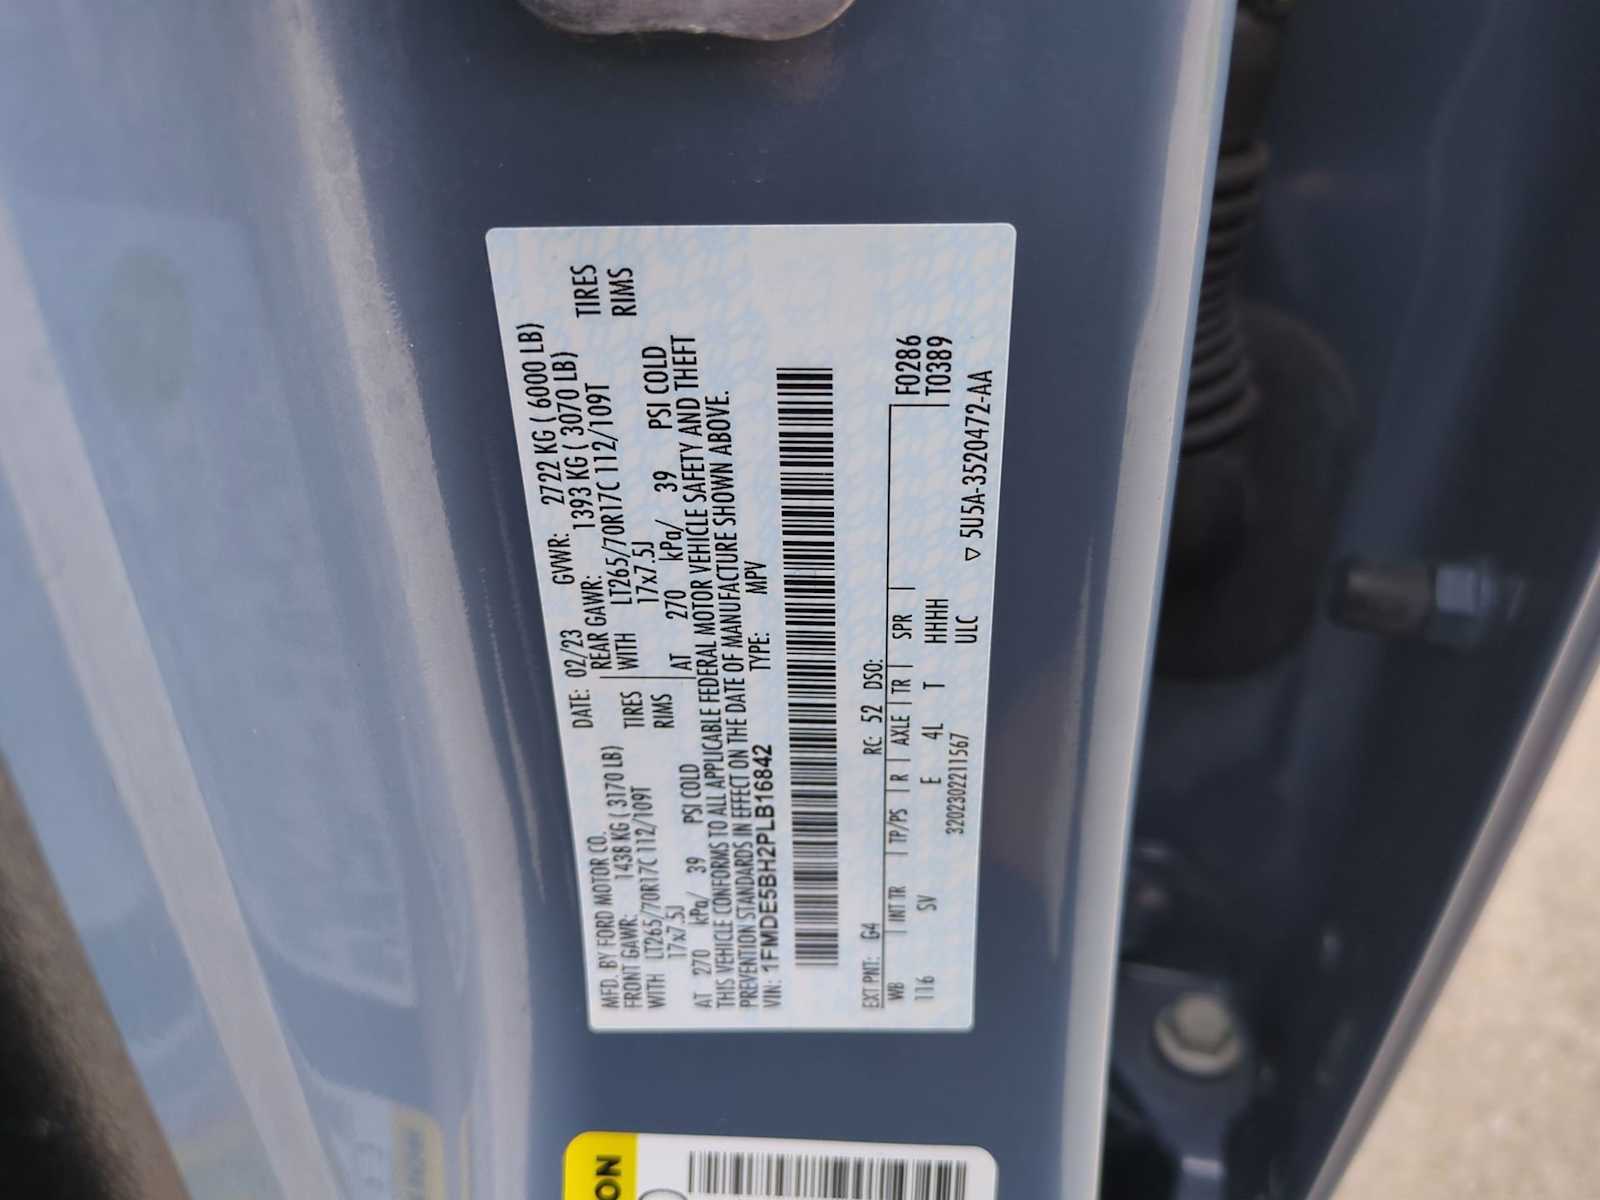 MFD. BY FORD MOTOR CO. DATE: 02/23 GVWR: 2722 KG ( 6000 LB)
FRONT GAWR: 1438 KG ( 3170 LB) REAR GAWR: 1393 KG ( 3070 LB)
WITH LT265/70R17C 112/109T TIRES WITH LT265/70R17C 112/109T TIRES
17x7.5J RIMS 17x7.5J RIMS
AT 270 kPa/ 39 PSI COLD AT 270 kPa/ 39 PSI COLD
THIS VEHICLE CONFORMS TO ALL APPLICABLE FEDERAL MOTOR VEHICLE SAFETY AND THEFT
PREVENTION STANDARDS IN EFFECT ON THE DATE OF MANUFACTURE SHOWN ABOVE.
VIN: 1FMDE5BH2PLB16842 TYPE: MPV
EXT PNT: G4 RC: 52 DSO:
WB | INT TR | TP/PS | R | AXLE | TR | SPR | F0286
116 SV E 4L T HHHH T0389
320230221567 ULC
▽ 5U5A-3520472-AA
ON